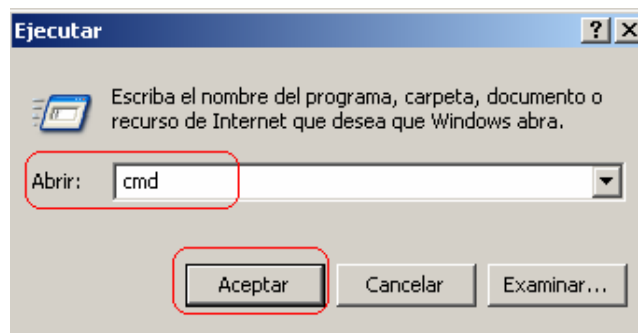 Ejecutar
Escriba el nombre del programa, carpeta, documento o
recurso de Internet que desea que Windows abra.
Abrir: cmd
Aceptar Cancelar Examinar...